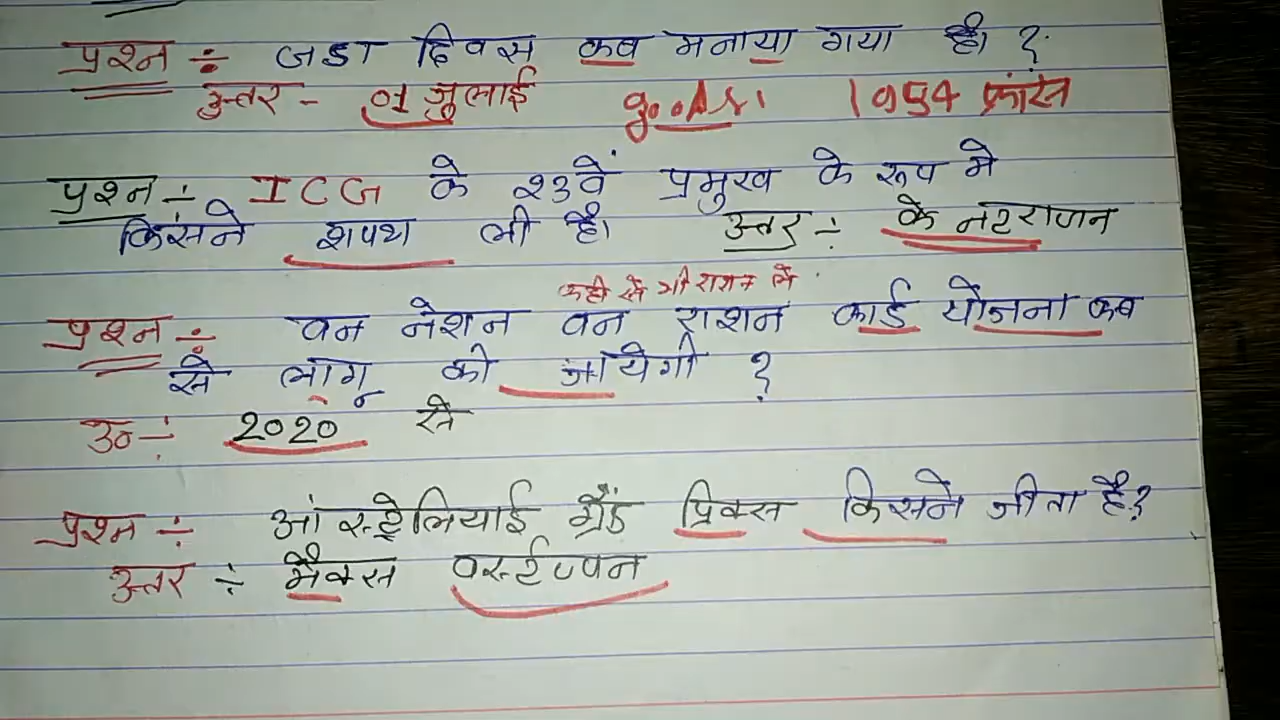 प्रश्न ÷ जडा दिवस कब मनाया गया है। ?
उत्तर - 01 जुलाई 1954 फ्रांस
प्रश्न ÷ ICG के 23वें प्रमुख के रूप मे
किसने शपथ ली है। उत्तर ÷ के नटराजन
कही से भी राशन ले
प्रश्न ÷ वन नेशन वन राशन कार्ड योजना कब
से लागू की जायेगी ?
उ० ÷ 2020 से
प्रश्न ÷ आंस्ट्रेलियाई ग्रैंड प्रिक्स किसने जीता है?
उत्तर ÷ मैक्स वर्स्टप्पन